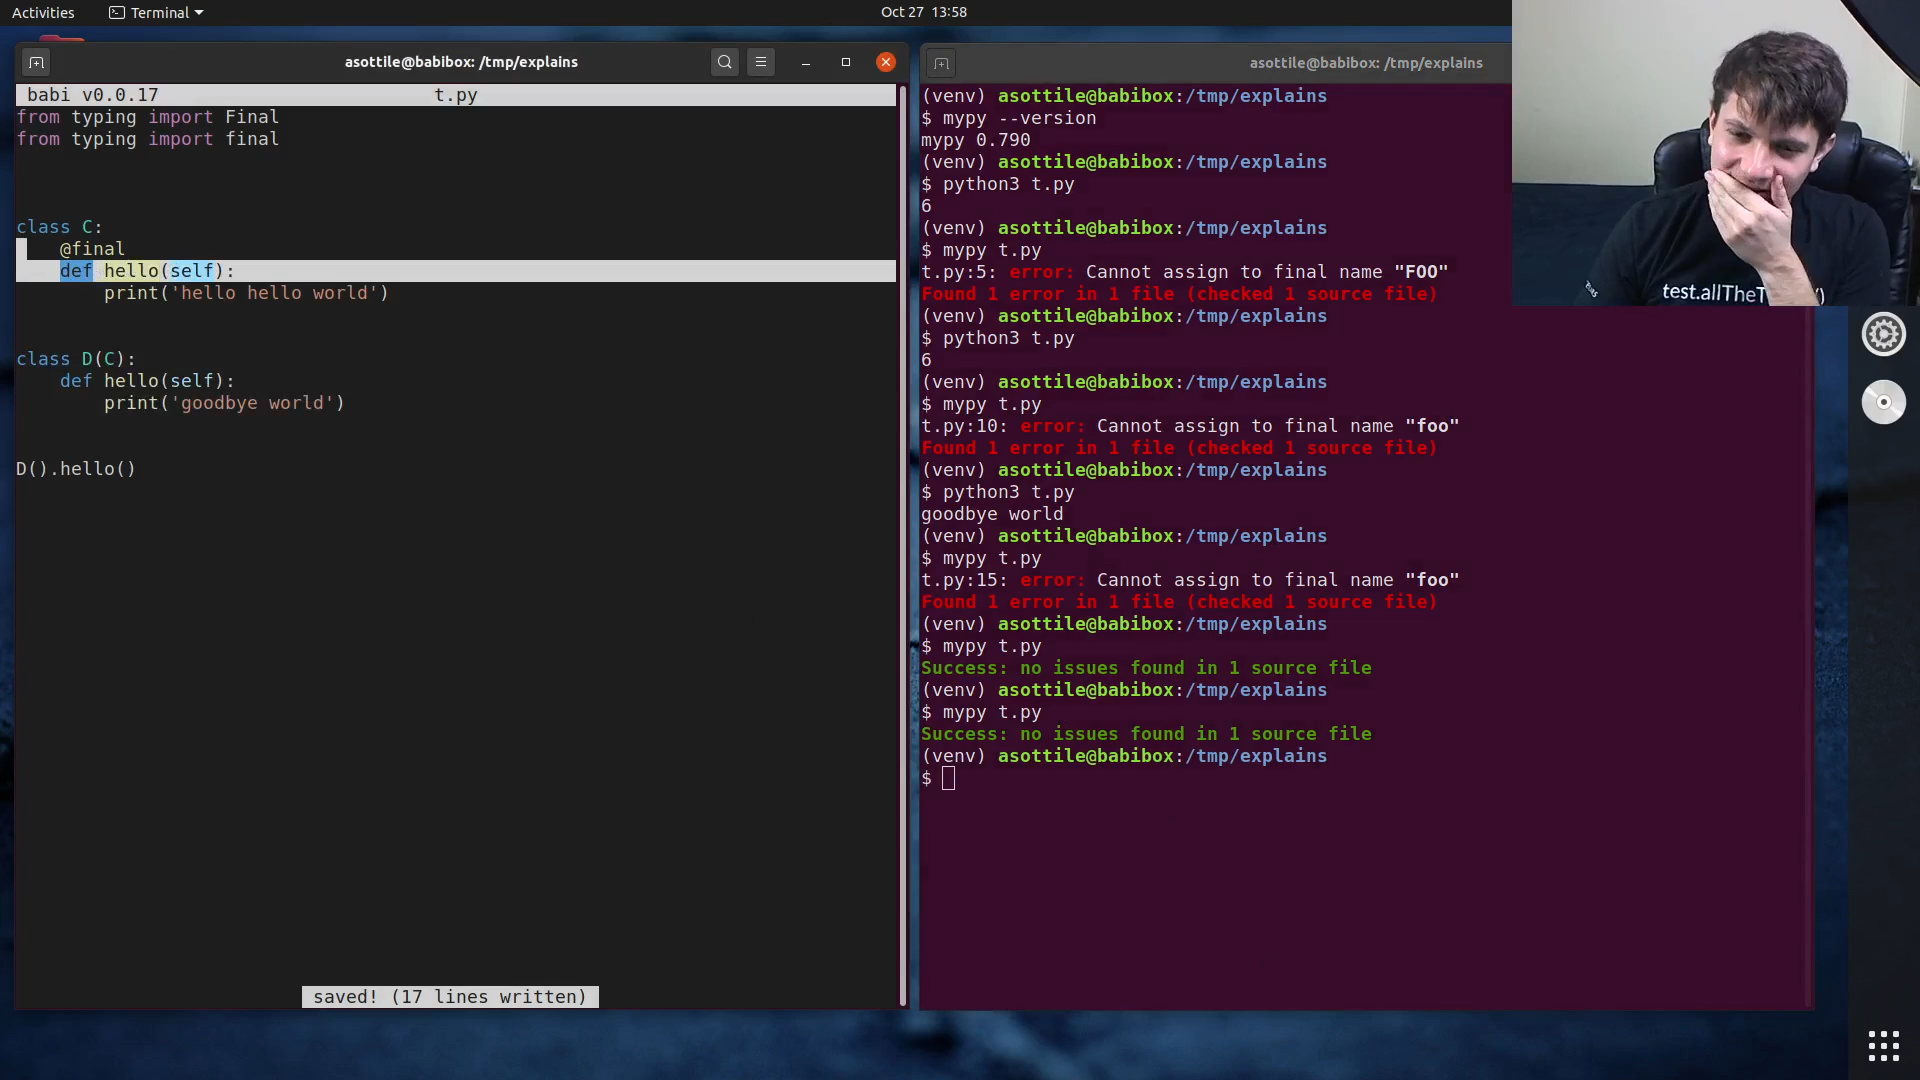 Activities
Terminal
Oct 27 13:58
asottile@babibox: /tmp/explains
babi v0.0.17 t.py
from typing import Final
from typing import final
class C:
@final
def hello(self):
print('hello hello world')
class D(C):
def hello(self):
print('goodbye world')
D().hello()
saved! (17 lines written)
asottile@babibox: /tmp/explains
(venv) asottile@babibox:/tmp/explains
$ mypy --version
mypy 0.790
(venv) asottile@babibox:/tmp/explains
$ python3 t.py
6
(venv) asottile@babibox:/tmp/explains
$ mypy t.py
t.py:5: error: Cannot assign to final name "FOO"
Found 1 error in 1 file (checked 1 source file)
(venv) asottile@babibox:/tmp/explains
$ python3 t.py
6
(venv) asottile@babibox:/tmp/explains
$ mypy t.py
t.py:10: error: Cannot assign to final name "foo"
Found 1 error in 1 file (checked 1 source file)
(venv) asottile@babibox:/tmp/explains
$ python3 t.py
goodbye world
(venv) asottile@babibox:/tmp/explains
$ mypy t.py
t.py:15: error: Cannot assign to final name "foo"
Found 1 error in 1 file (checked 1 source file)
(venv) asottile@babibox:/tmp/explains
$ mypy t.py
Success: no issues found in 1 source file
(venv) asottile@babibox:/tmp/explains
$ mypy t.py
Success: no issues found in 1 source file
(venv) asottile@babibox:/tmp/explains
$